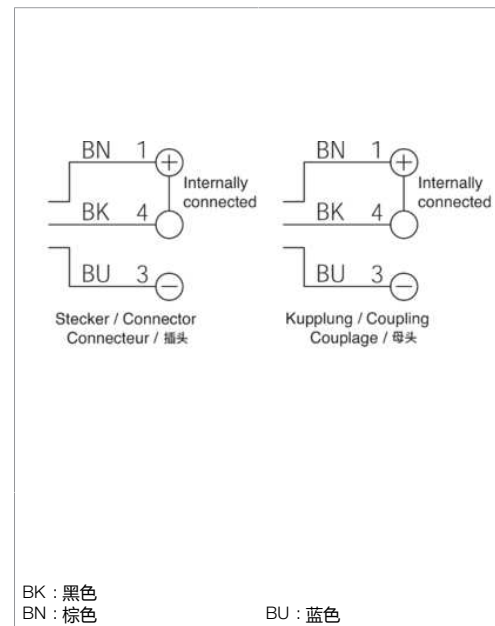 BN 1 + BN 1 +
Internally connected Internally connected
BK 4 BK 4
BU 3 − BU 3 −
Stecker / Connector Kupplung / Coupling
Connecteur / 插头 Couplage / 母头
BK : 黑色
BN : 棕色 BU : 蓝色